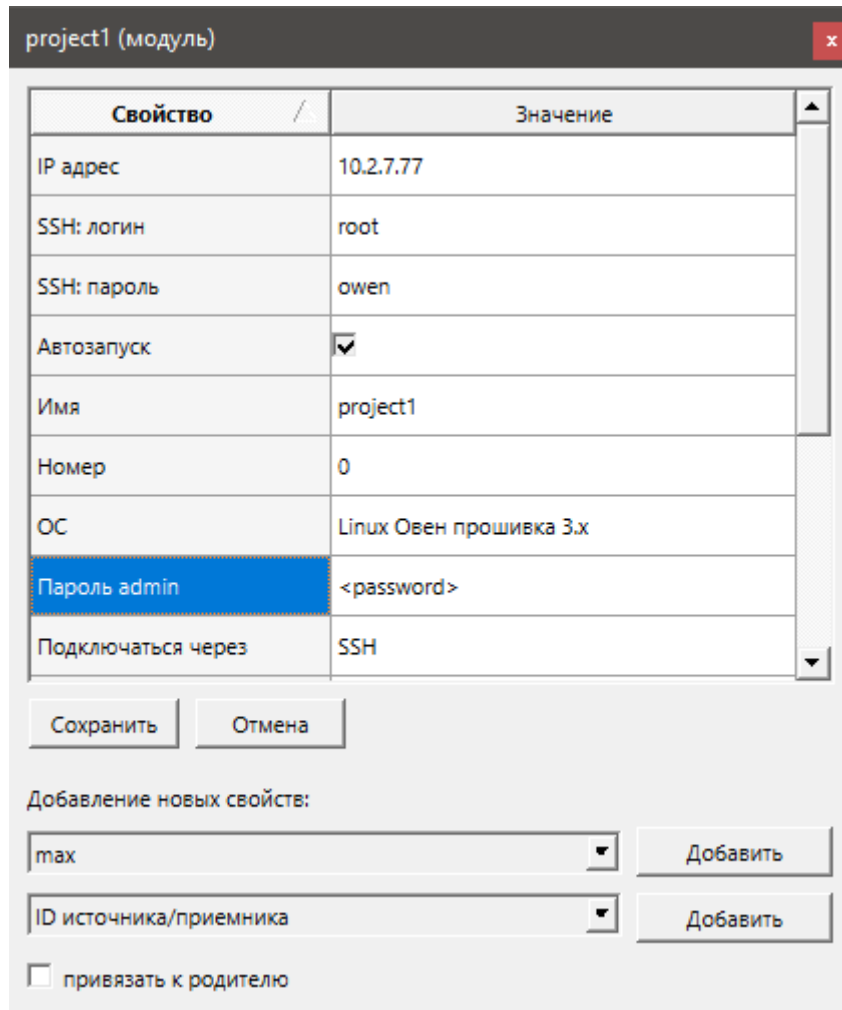 project1 (модуль)
x
Свойство Значение
IP адрес 10.2.7.77
SSH: логин root
SSH: пароль owen
Автозапуск
Имя project1
Номер 0
ОС Linux Овен прошивка 3.x
Пароль admin <password>
Подключаться через SSH
Сохранить Отмена
Добавление новых свойств:
max Добавить
ID источника/приемника Добавить
привязать к родителю